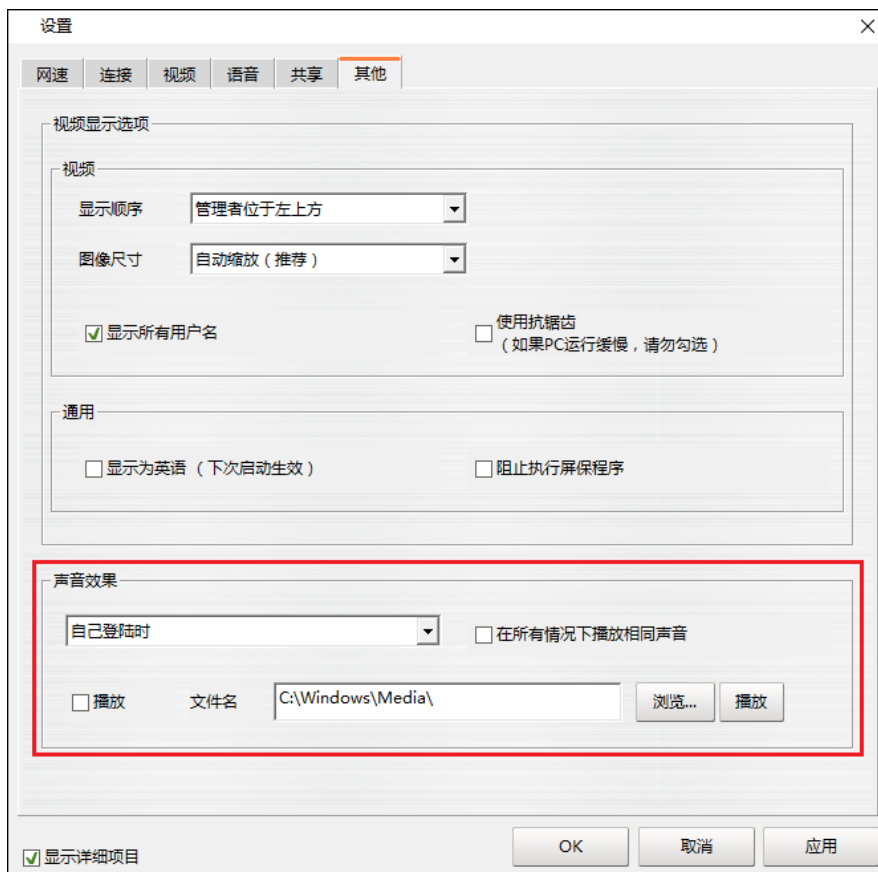 设置
网速 连接 视频 语音 共享 其他
视频显示选项
视频
显示顺序 管理者位于左上方
图像尺寸 自动缩放（推荐）
显示所有用户名 使用抗锯齿
（如果PC运行缓慢，请勿勾选）
通用
显示为英语 （下次启动生效） 阻止执行屏保程序
声音效果
自己登陆时 在所有情况下播放相同声音
播放 文件名 C:\Windows\Media\ 浏览... 播放
显示详细项目 OK 取消 应用